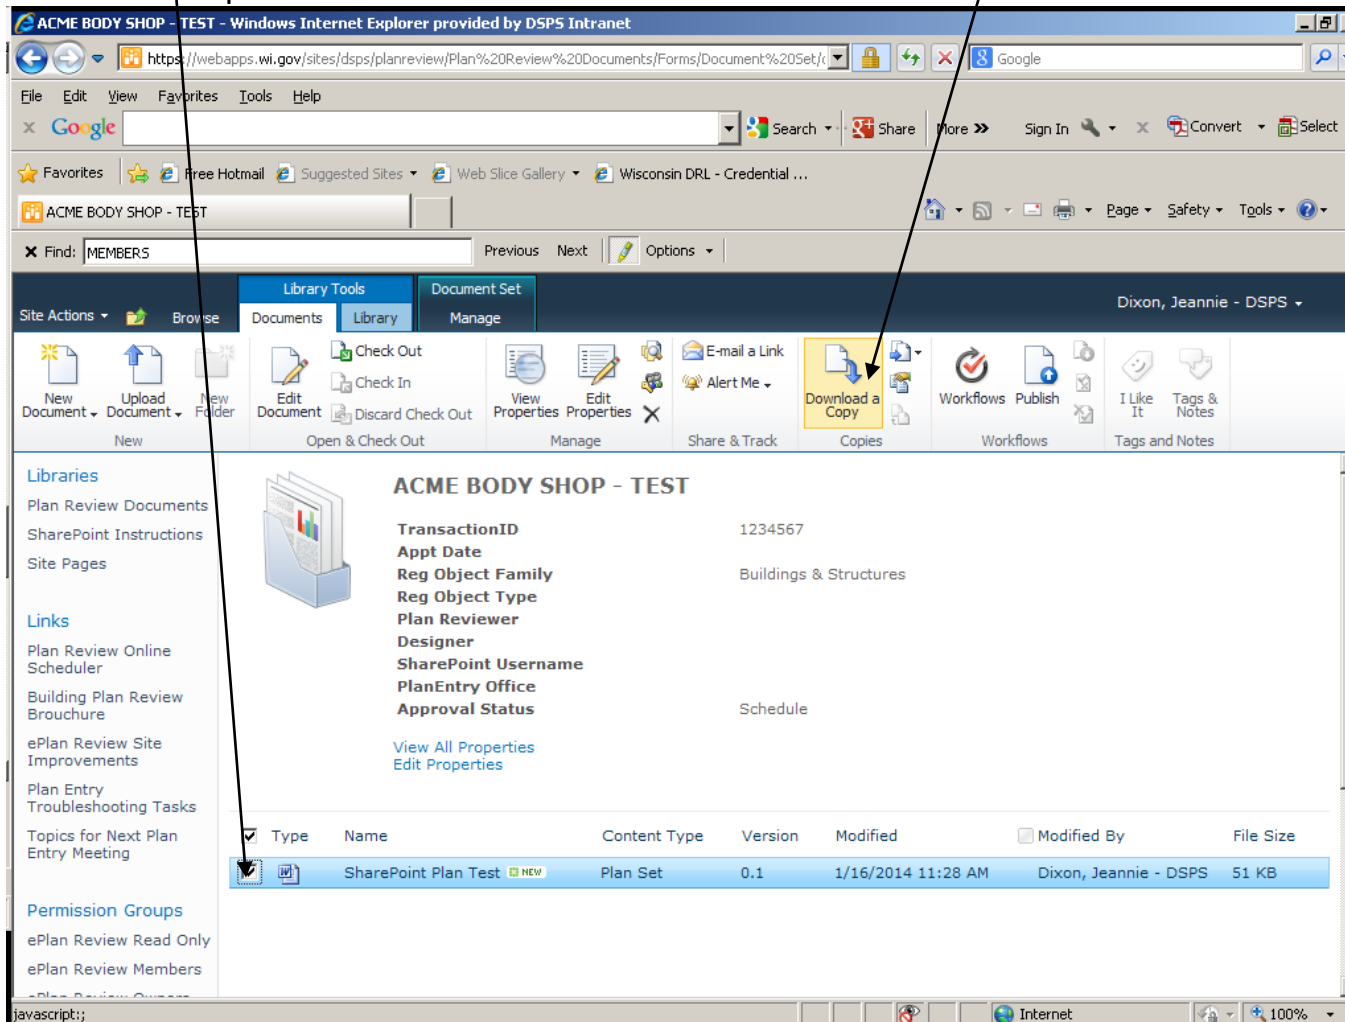 ACME BODY SHOP - TEST - Windows Internet Explorer provided by DSPS Intranet
https://webapps.wi.gov/sites/dsps/planreview/Plan%20Review%20Documents/Forms/Document%20Set/
Google
File Edit View Favorites Tools Help
x Google Search Share More >> Sign In Convert Select
Favorites Free Hotmail Suggested Sites Web Slice Gallery Wisconsin DRL - Credential ...
ACME BODY SHOP - TEST Page Safety Tools
x Find: MEMBERS Previous Next Options
Library Tools Document Set
Site Actions Browse Documents Library Manage Dixon, Jeannie - DSPS
New Document Upload Document New Folder
New
Edit Document Check Out Check In Discard Check Out
Open & Check Out
View Properties Edit Properties
Manage
E-mail a Link Alert Me
Share & Track
Download a Copy
Copies
Workflows Publish
Workflows
I Like It Tags & Notes
Tags and Notes
Libraries
Plan Review Documents
SharePoint Instructions
Site Pages
Links
Plan Review Online
Scheduler
Building Plan Review
Brouchure
ePlan Review Site
Improvements
Plan Entry
Troubleshooting Tasks
Topics for Next Plan
Entry Meeting
Permission Groups
ePlan Review Read Only
ePlan Review Members
ACME BODY SHOP - TEST
TransactionID 1234567
Appt Date
Reg Object Family Buildings & Structures
Reg Object Type
Plan Reviewer
Designer
SharePoint Username
PlanEntry Office
Approval Status Schedule
View All Properties
Edit Properties
Type Name Content Type Version Modified Modified By File Size
SharePoint Plan Test NEW Plan Set 0.1 1/16/2014 11:28 AM Dixon, Jeannie - DSPS 51 KB
javascript:; Internet 100%